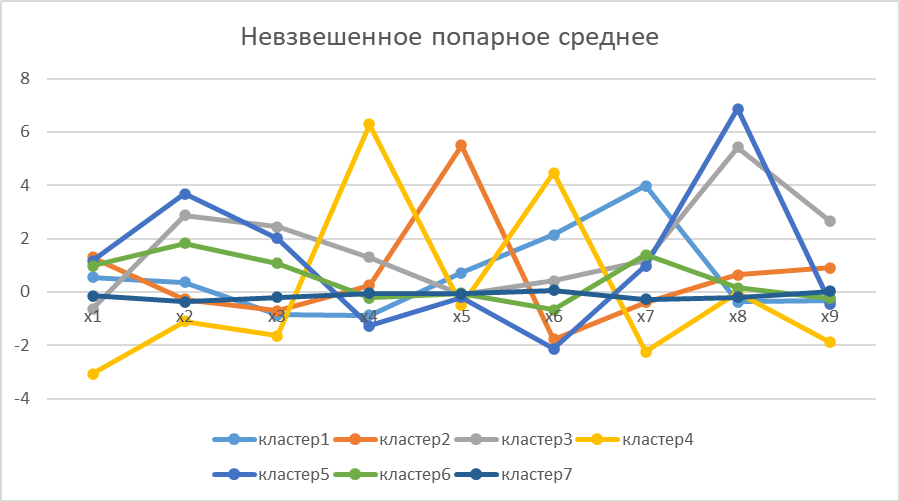 Невзвешенное попарное среднее
8
6
4
2
0
-2
-4
x1 x2 x3 x4 x5 x6 x7 x8 x9
кластер1 кластер2 кластер3 кластер4
кластер5 кластер6 кластер7